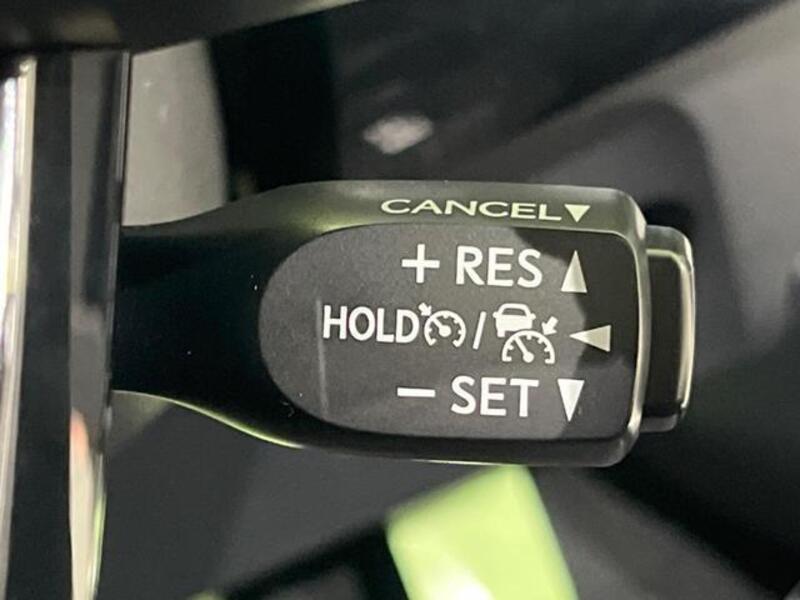 CANCEL▼
+ RES ▲
HOLD / ◀
− SET ▼